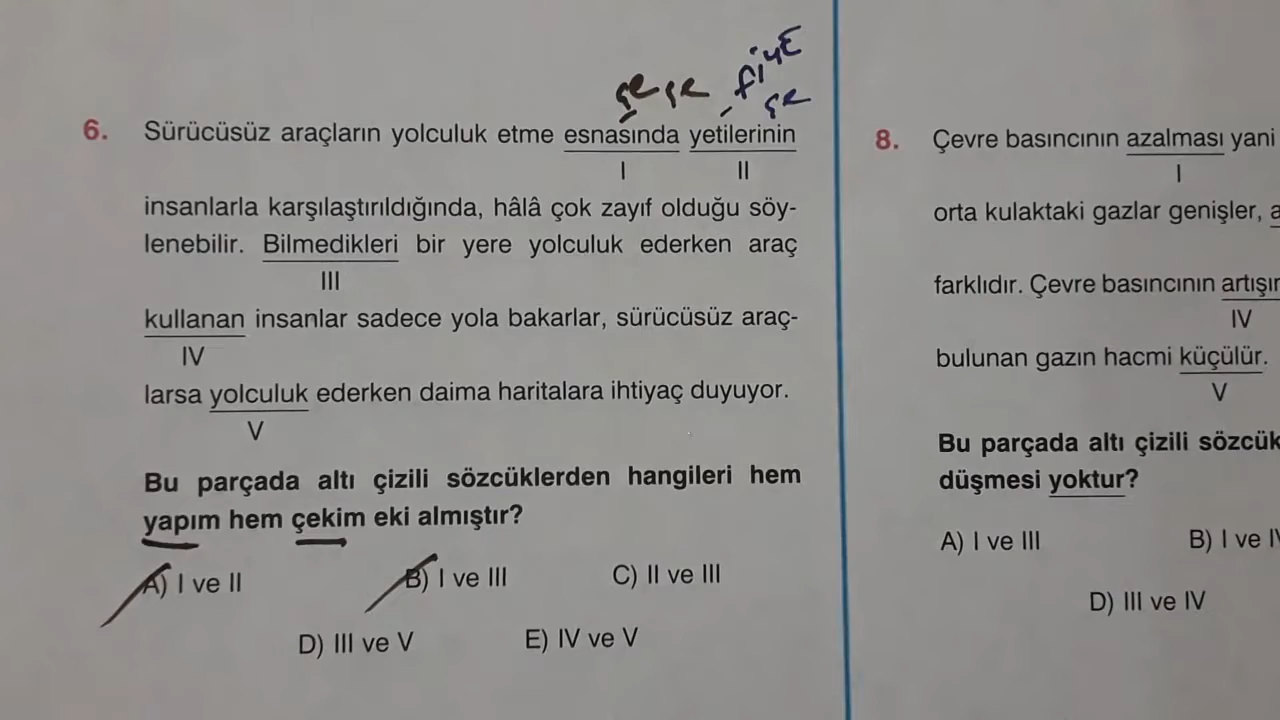 çe çe fiyE
çe
6. Sürücüsüz araçların yolculuk etme esnasında yetilerinin
I II
insanlarla karşılaştırıldığında, hâlâ çok zayıf olduğu söy-
lenebilir. Bilmedikleri bir yere yolculuk ederken araç
III
kullanan insanlar sadece yola bakarlar, sürücüsüz araç-
IV
larsa yolculuk ederken daima haritalara ihtiyaç duyuyor.
V
Bu parçada altı çizili sözcüklerden hangileri hem
yapım hem çekim eki almıştır?
A) I ve II B) I ve III C) II ve III
D) III ve V E) IV ve V
8. Çevre basıncının azalması yani
I
orta kulaktaki gazlar genişler,
farklıdır. Çevre basıncının
IV
bulunan gazın hacmi küçülür.
V
Bu parçada altı çizili
düşmesi yoktur?
A) I ve III B) I ve
D) III ve IV